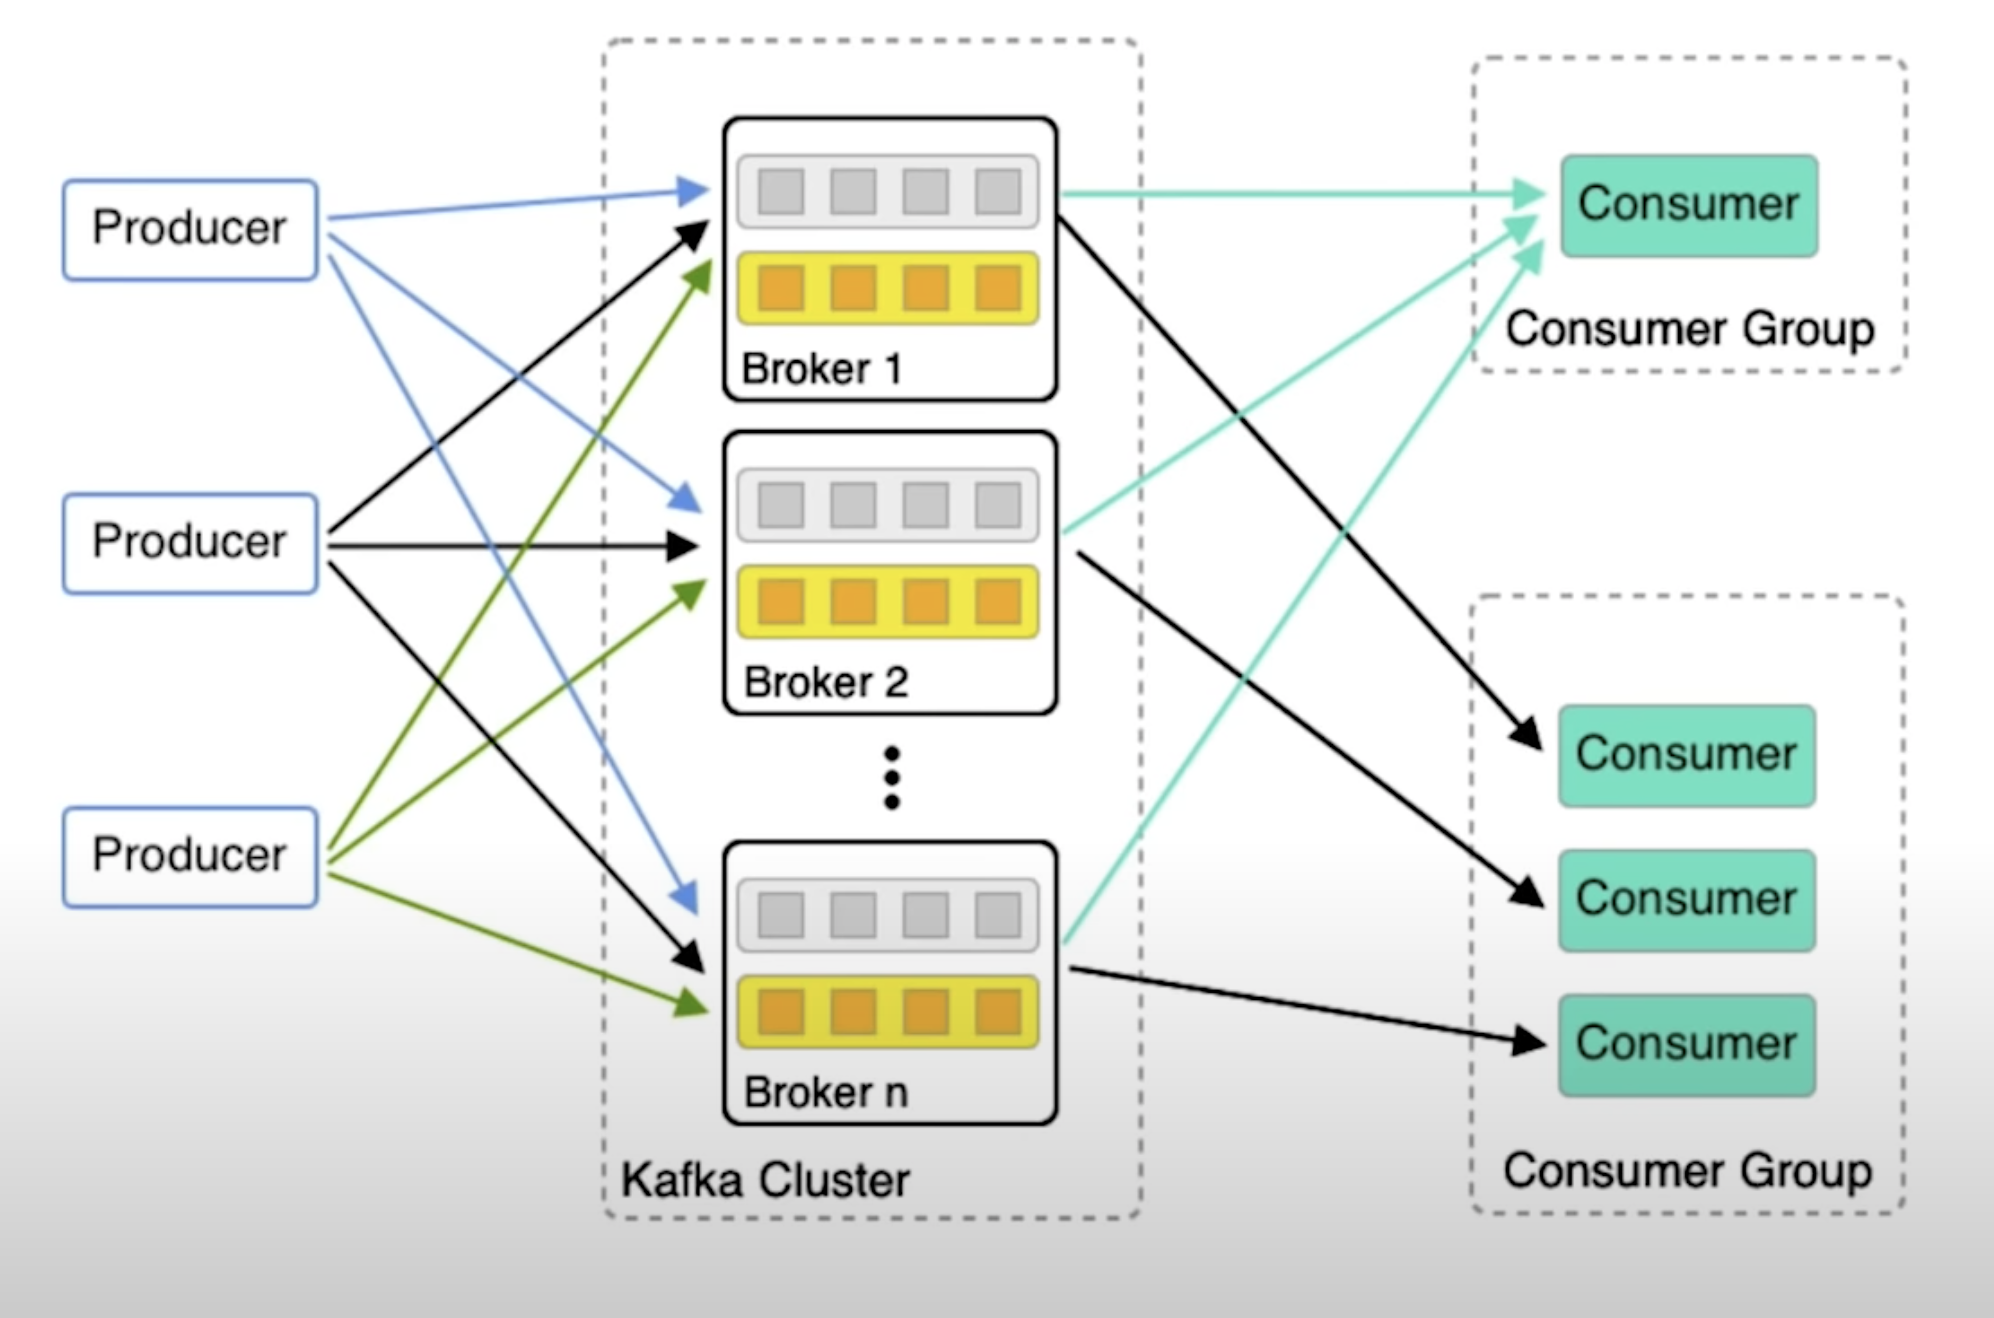 Producer
Producer
Producer
Broker 1
Broker 2
Broker n
Kafka Cluster
Consumer
Consumer Group
Consumer
Consumer
Consumer
Consumer Group